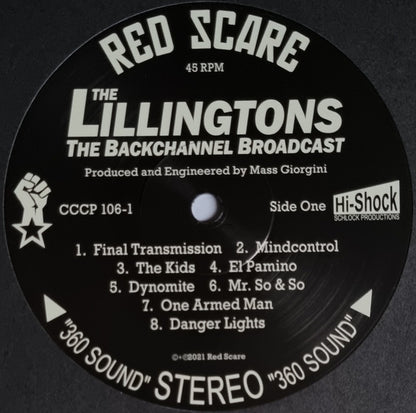 RED SCARE
45 RPM
THE
LILLINGTONS
THE BACKCHANNEL BROADCAST
Produced and Engineered by Mass Giorgini
CCCP 106-1
Side One
Hi-Shock
SCHLOCK PRODUCTIONS
1. Final Transmission 2. Mindcontrol
3. The Kids 4. El Pamino
5. Dynomite 6. Mr. So & So
7. One Armed Man
8. Danger Lights
©+℗2021 Red Scare
"360 SOUND" STEREO "360 SOUND"